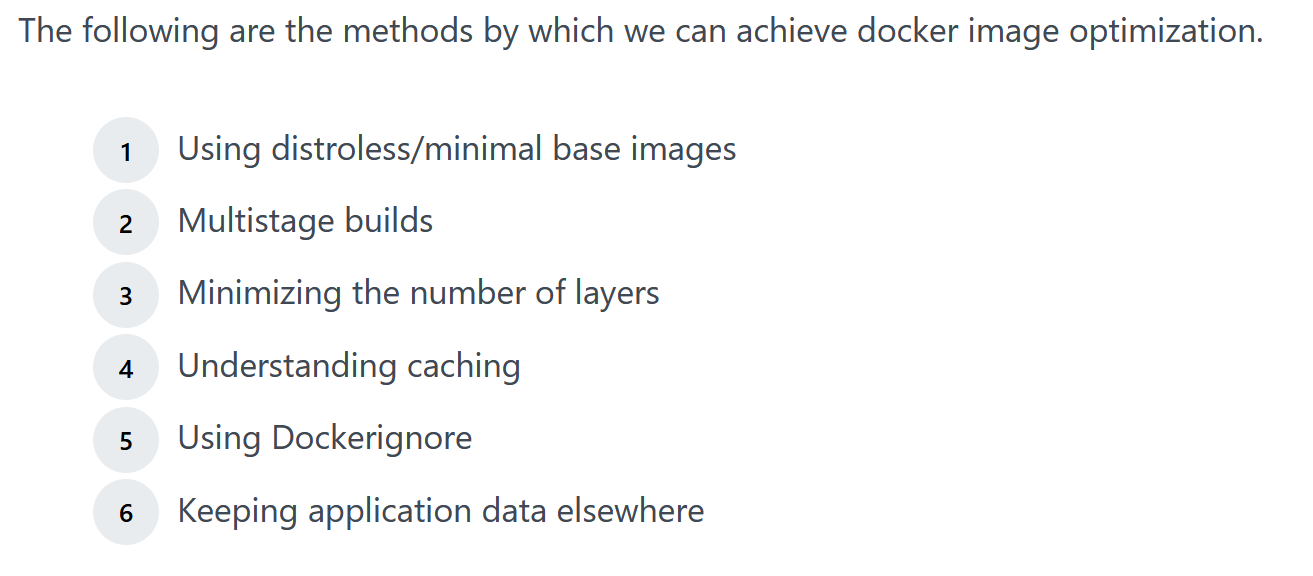 The following are the methods by which we can achieve docker image optimization.
1 Using distroless/minimal base images
2 Multistage builds
3 Minimizing the number of layers
4 Understanding caching
5 Using Dockerignore
6 Keeping application data elsewhere